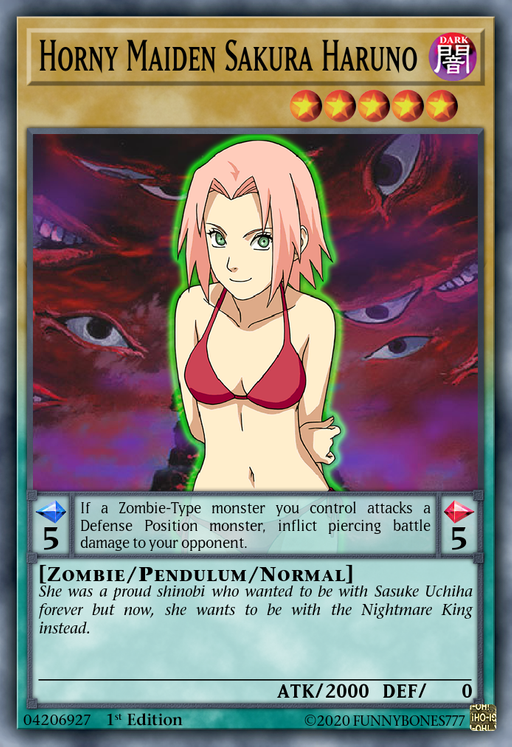 HORNY MAIDEN SAKURA HARUNO
DARK
闇
If a Zombie-Type monster you control attacks a
Defense Position monster, inflict piercing battle
damage to your opponent.
5
5
[ZOMBIE/PENDULUM/NORMAL]
She was a proud shinobi who wanted to be with Sasuke Uchiha
forever but now, she wants to be with the Nightmare King
instead.
ATK/2000 DEF/ 0
04206927 1st Edition
©2020 FUNNYBONES777